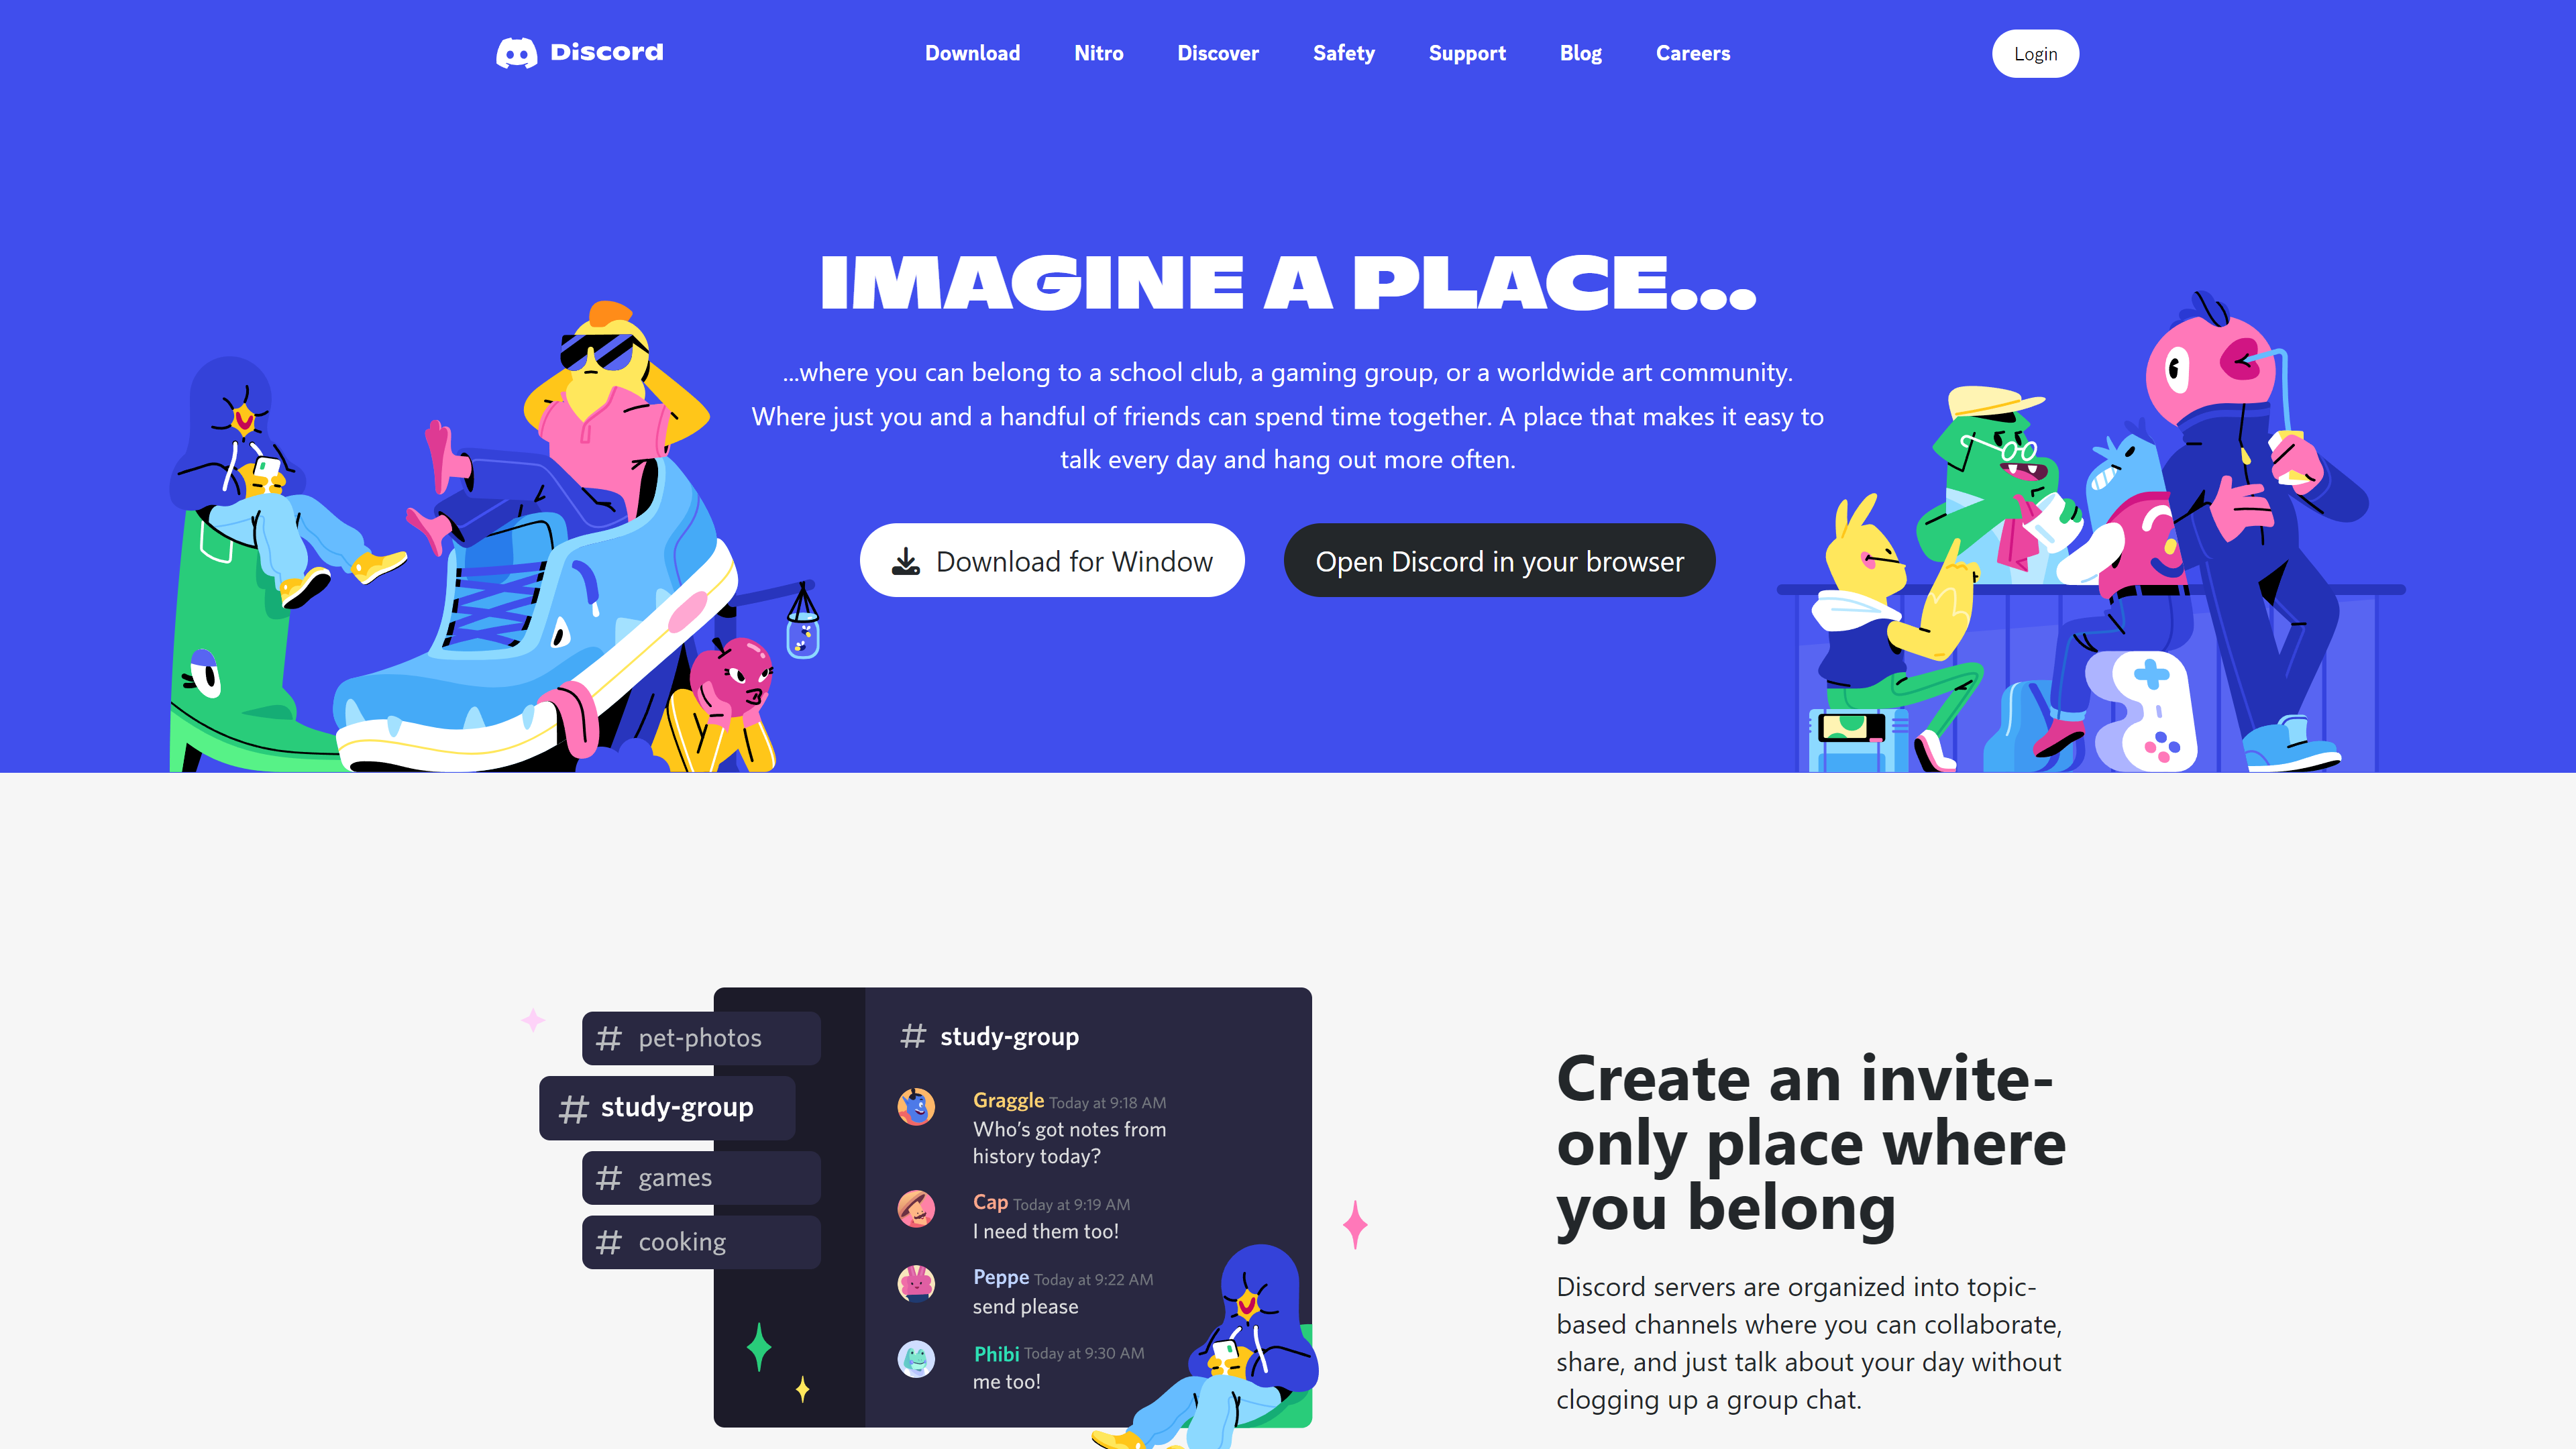 Discord
Download Nitro Discover Safety Support Blog Careers
Login
IMAGINE A PLACE...
...where you can belong to a school club, a gaming group, or a worldwide art community.
Where just you and a handful of friends can spend time together. A place that makes it easy to
talk every day and hang out more often.
Download for Window
Open Discord in your browser
# pet-photos
# study-group
# games
# cooking
# study-group
Graggle Today at 9:18 AM
Who's got notes from
history today?
Cap Today at 9:19 AM
I need them too!
Peppe Today at 9:22 AM
send please
Phibi Today at 9:30 AM
me too!
Create an invite-
only place where
you belong
Discord servers are organized into topic-
based channels where you can collaborate,
share, and just talk about your day without
clogging up a group chat.